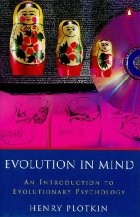 EVOLUTION IN MIND
AN INTRODUCTION TO
EVOLUTIONARY PSYCHOLOGY
HENRY PLOTKIN